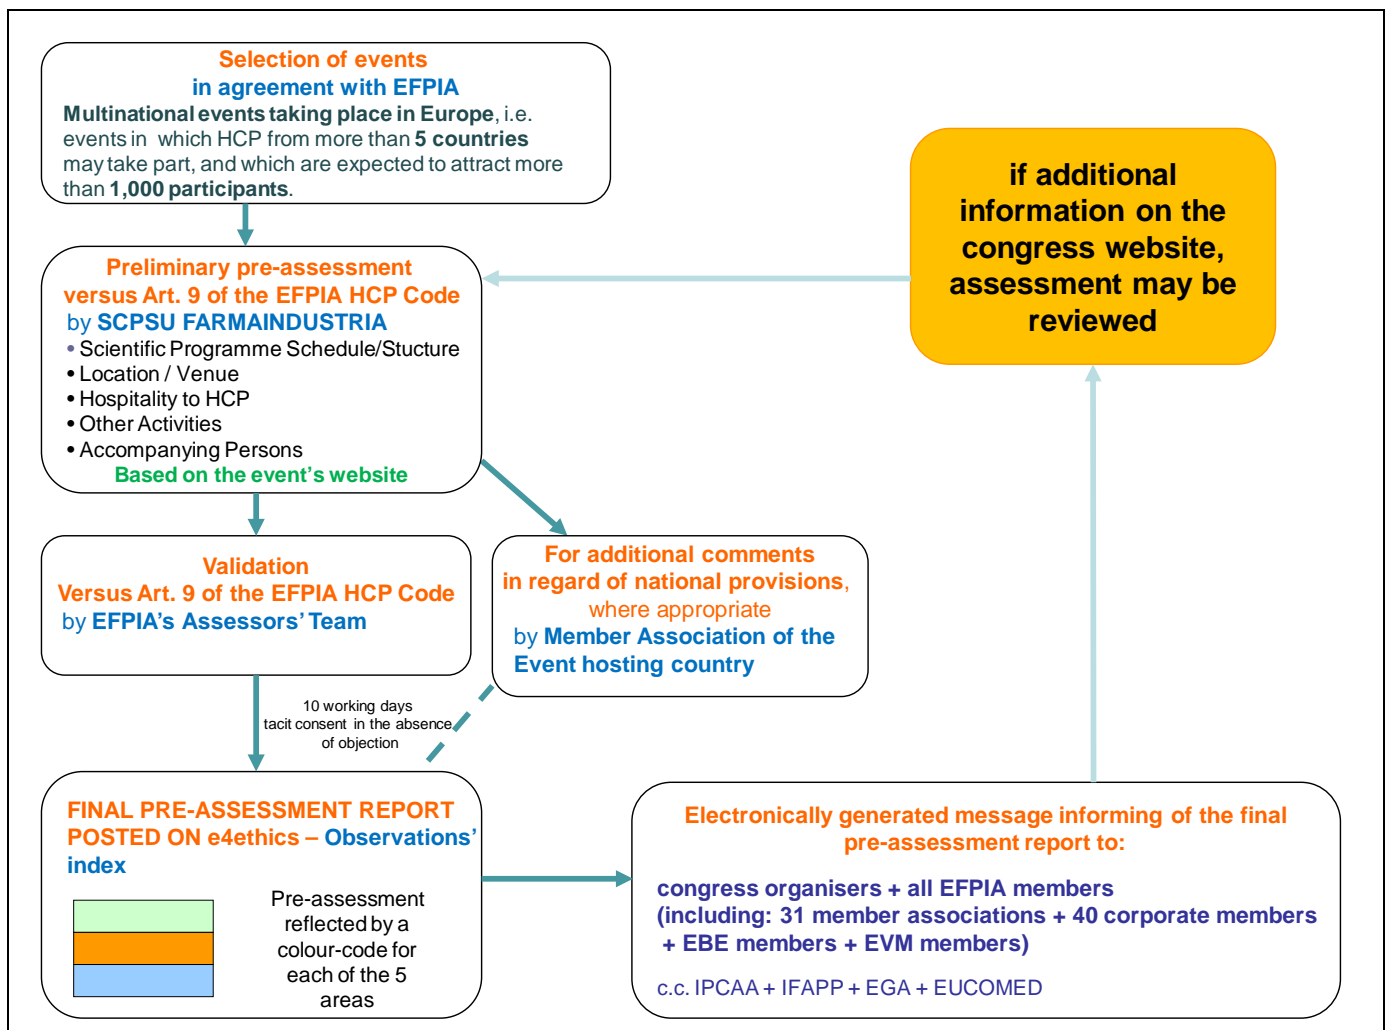 Selection of events
in agreement with EFPIA
Multinational events taking place in Europe, i.e.
events in which HCP from more than 5 countries
may take part, and which are expected to attract more
than 1,000 participants.
if additional
information on the
congress website,
assessment may be
reviewed
Preliminary pre-assessment
versus Art. 9 of the EFPIA HCP Code
by SCPSU FARMAINDUSTRIA
• Scientific Programme Schedule/Stucture
• Location / Venue
• Hospitality to HCP
• Other Activities
• Accompanying Persons
Based on the event's website
Validation
Versus Art. 9 of the EFPIA HCP Code
by EFPIA's Assessors' Team
For additional comments
in regard of national provisions,
where appropriate
by Member Association of the
Event hosting country
10 working days
tacit consent in the absence
of objection
FINAL PRE-ASSESSMENT REPORT
POSTED ON e4ethics – Observations'
index
Pre-assessment
reflected by a
colour-code for
each of the 5
areas
Electronically generated message informing of the final
pre-assessment report to:
congress organisers + all EFPIA members
(including: 31 member associations + 40 corporate members
+ EBE members + EVM members)
c.c. IPCAA + IFAPP + EGA + EUCOMED